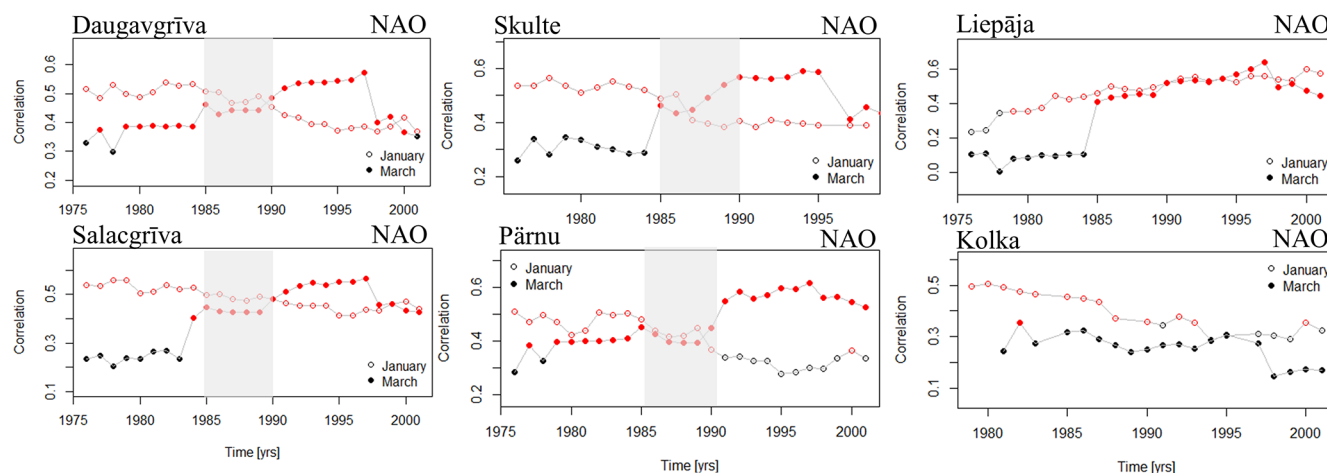 Daugavgrīva NAO
Correlation
0.6
0.5
0.4
0.3
0.2
January
March
1975 1980 1985 1990 1995 2000
Skulte NAO
Correlation
0.6
0.4
0.2
January
March
1980 1985 1990 1995
Liepāja NAO
Correlation
0.6
0.4
0.2
0.0
January
March
1975 1980 1985 1990 1995 2000
Salacgrīva NAO
Correlation
0.5
0.3
0.1
January
March
1975 1980 1985 1990 1995 2000
Time [yrs]
Pärnu NAO
Correlation
0.6
0.4
0.2
January
March
1975 1980 1985 1990 1995 2000
Time [yrs]
Kolka NAO
Correlation
0.5
0.3
0.1
January
March
1980 1985 1990 1995 2000
Time [yrs]